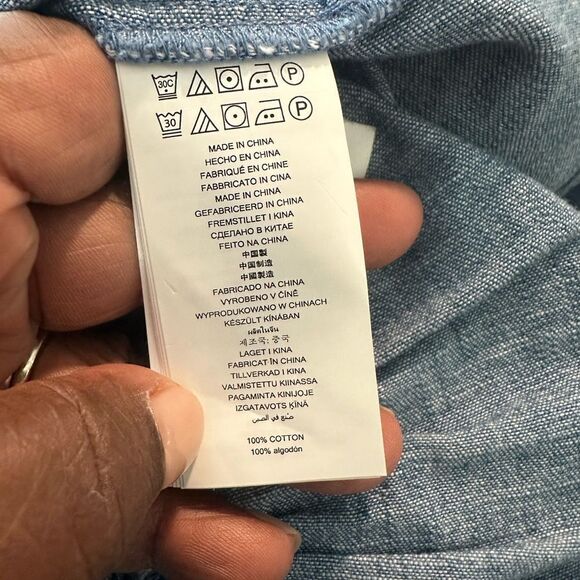 30C P
30 P
MADE IN CHINA
HECHO EN CHINA
FABRIQUÉ EN CHINE
FABBRICATO IN CINA
MADE IN CHINA
GEFABRICEERD IN CHINA
FREMSTILLET I KINA
СДЕЛАНО В КИТАЕ
FEITO NA CHINA
中国製
中国制造
中國製造
FABRICADO NA CHINA
VYROBENO V ČÍNĚ
WYPRODUKOWANO W CHINACH
KÉSZÜLT KÍNÁBAN
ผลิตในจีน
제조국: 중국
LAGET I KINA
FABRICAT ÎN CHINA
TILLVERKAD I KINA
VALMISTETTU KIINASSA
PAGAMINTA KINIJOJE
IZGATAVOTS ĶĪNĀ
صنع في الصين
100% COTTON
100% algodón